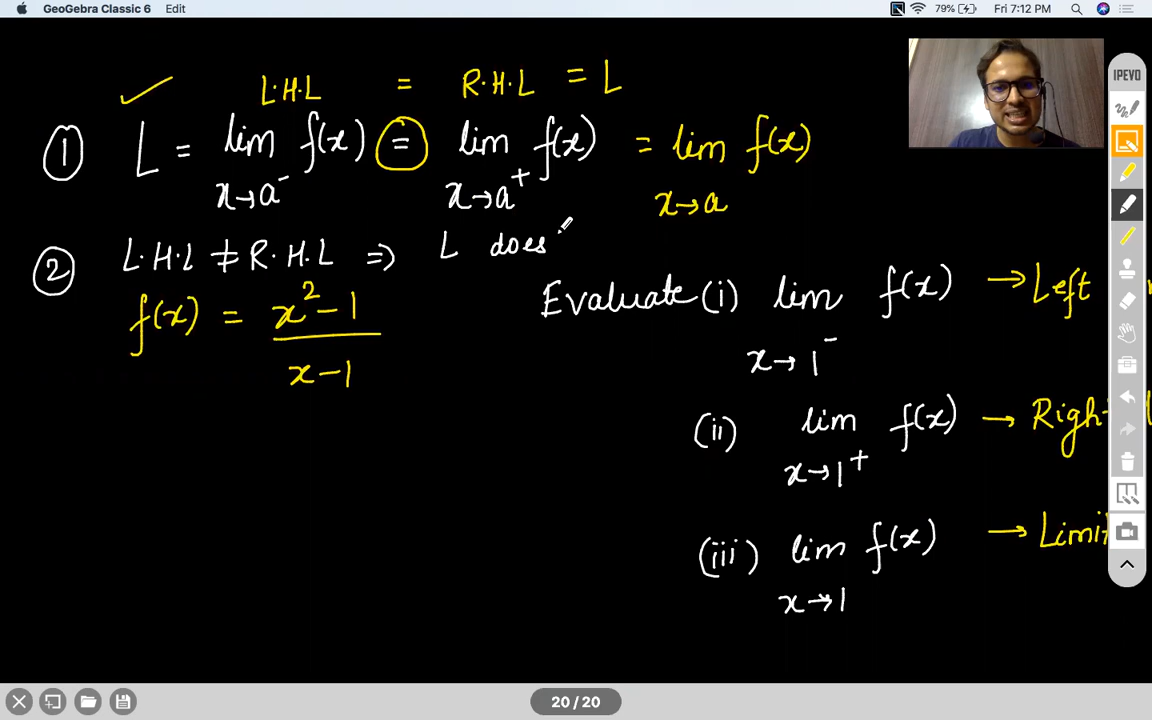 GeoGebra Classic 6 Edit 79% Fri 7:12 PM
IPEVO
L.H.L = R.H.L = L
① L = lim f(x) = lim f(x) = lim f(x)
x→a⁻ x→a⁺ x→a
② L.H.L ≠ R.H.L ⇒ L does
f(x) = x² - 1
x - 1
Evaluate (i) lim f(x) → Left
x→1⁻
(ii) lim f(x) → Right
x→1⁺
(iii) lim f(x) → Limit
x→1
20 / 20